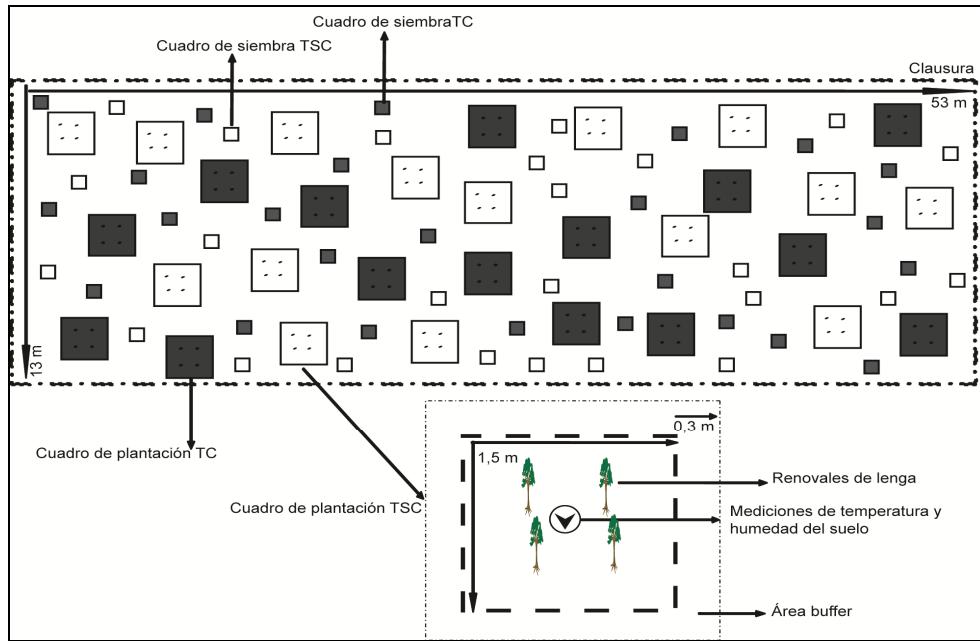 Cuadro de siembraTC
Cuadro de siembra TSC
Clausura
53 m
13 m
Cuadro de plantación TC
Cuadro de plantación TSC
0,3 m
1,5 m
Renovales de lenga
Mediciones de temperatura y
humedad del suelo
Área buffer